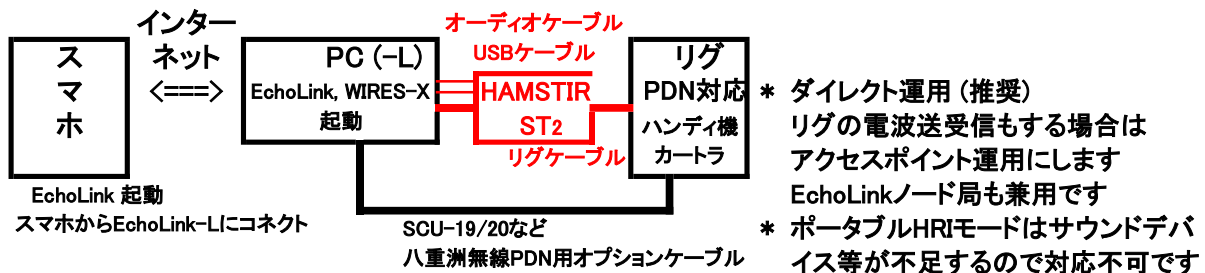 スマホ
インター
ネット
<===>
EchoLink 起動
スマホからEchoLink-Lにコネクト
PC (-L)
EchoLink, WIRES-X
起動
オーディオケーブル
USBケーブル
HAMSTIR
ST2
リグケーブル
リグ
PDN対応
ハンディ機
カートラ
SCU-19/20など
八重洲無線PDN用オプションケーブル
* ダイレクト運用 (推奨)
リグの電波送受信もする場合は
アクセスポイント運用にします
EchoLinkノード局も兼用です
* ポータブルHRIモードはサウンドデバ
イス等が不足するので対応不可です